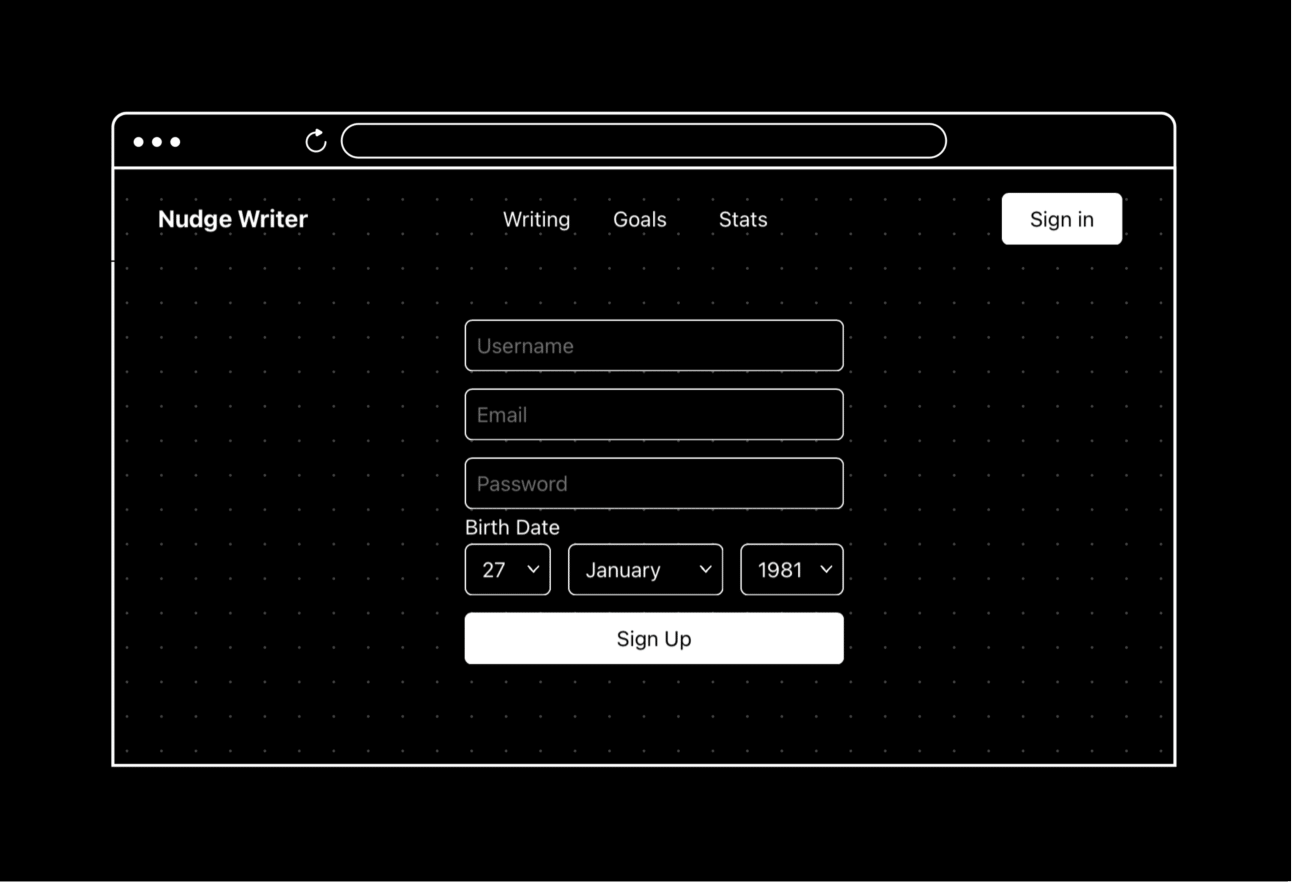 Nudge Writer Writing Goals Stats Sign in
Username
Email
Password
Birth Date
27 January 1981
Sign Up